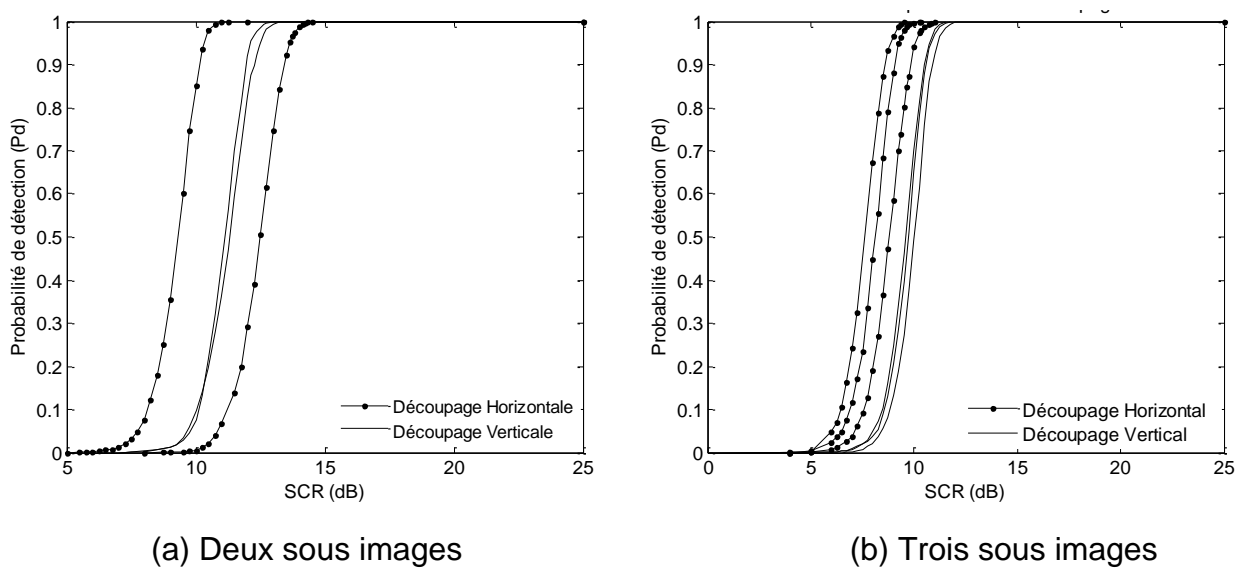 1
0.9
0.8
0.7
0.6
0.5
0.4
0.3
0.2
0.1
0
Probabilité de détection (Pd)
Découpage Horizontale
Découpage Verticale
5 10 15 20 25
SCR (dB)
(a) Deux sous images
1
0.9
0.8
0.7
0.6
0.5
0.4
0.3
0.2
0.1
0
Probabilité de détection (Pd)
Découpage Horizontal
Découpage Vertical
0 5 10 15 20 25
SCR (dB)
(b) Trois sous images